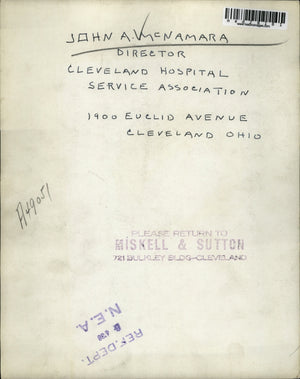 JOHN A. McNAMARA
DIRECTOR
CLEVELAND HOSPITAL
SERVICE ASSOCIATION
1900 EUCLID AVENUE
CLEVELAND OHIO
PLEASE RETURN TO
MISKELL & SUTTON
721 BULKLEY BLDG-CLEVELAND
REF. DEPT.
N.E.A